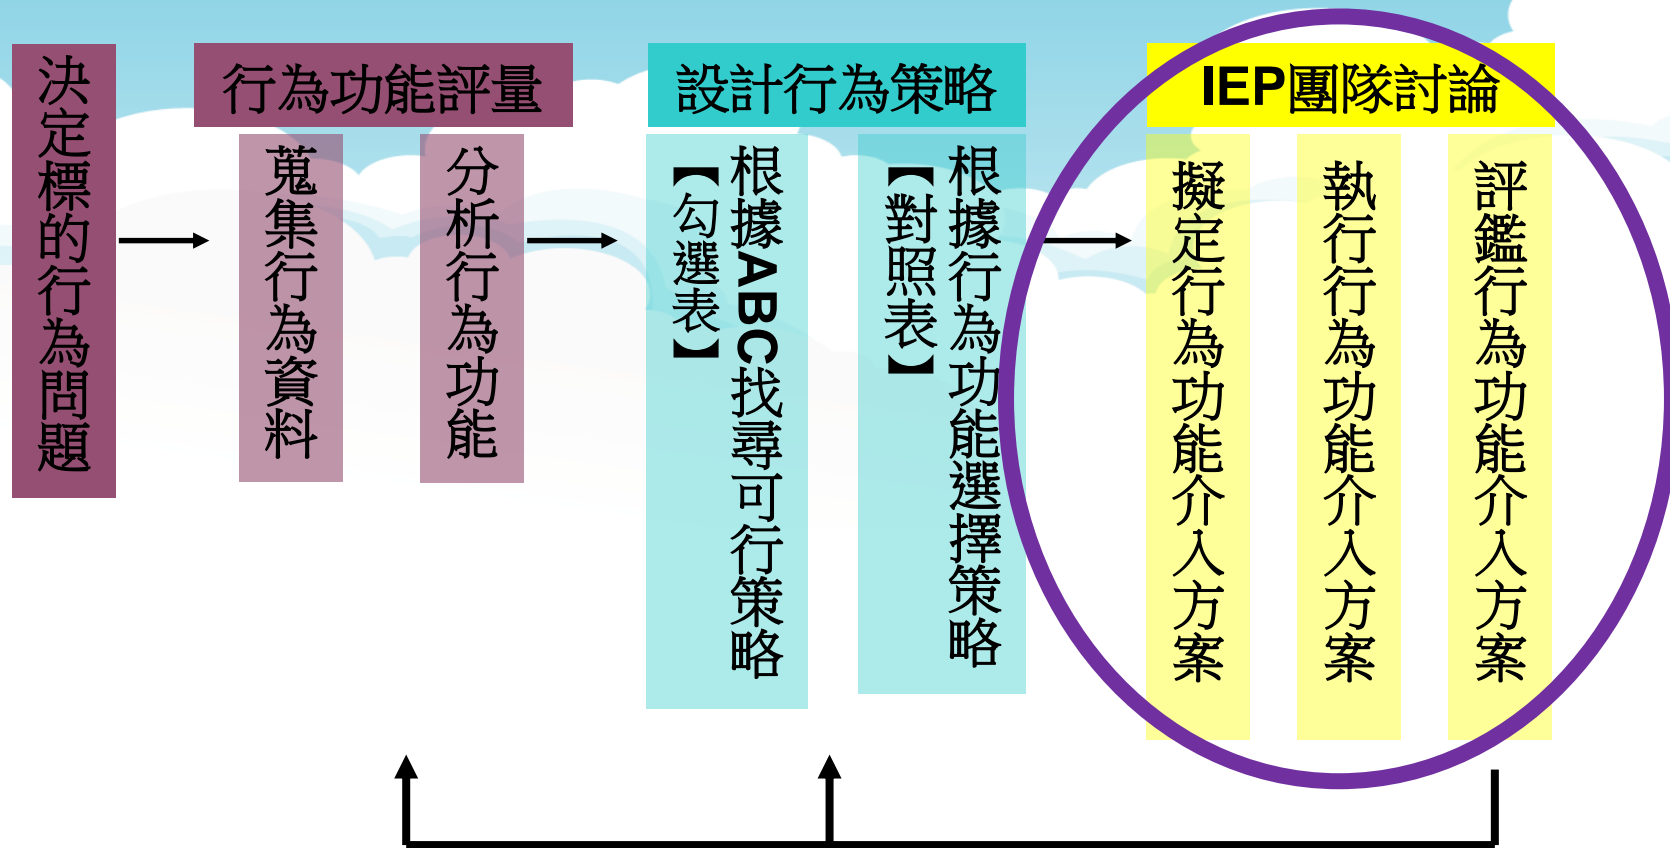 決定標的行為問題
行為功能評量
蒐集行為資料
分析行為功能
設計行為策略
根據ABC找尋可行策略
【勾選表】
根據行為功能選擇策略
【對照表】
IEP團隊討論
擬定行為功能介入方案
執行行為功能介入方案
評鑑行為功能介入方案